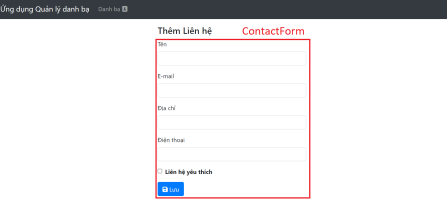 Ứng dụng Quản lý danh bạ Danh bạ
Thêm Liên hệ ContactForm
Tên
E-mail
Địa chỉ
Điện thoại
Liên hệ yêu thích
Lưu